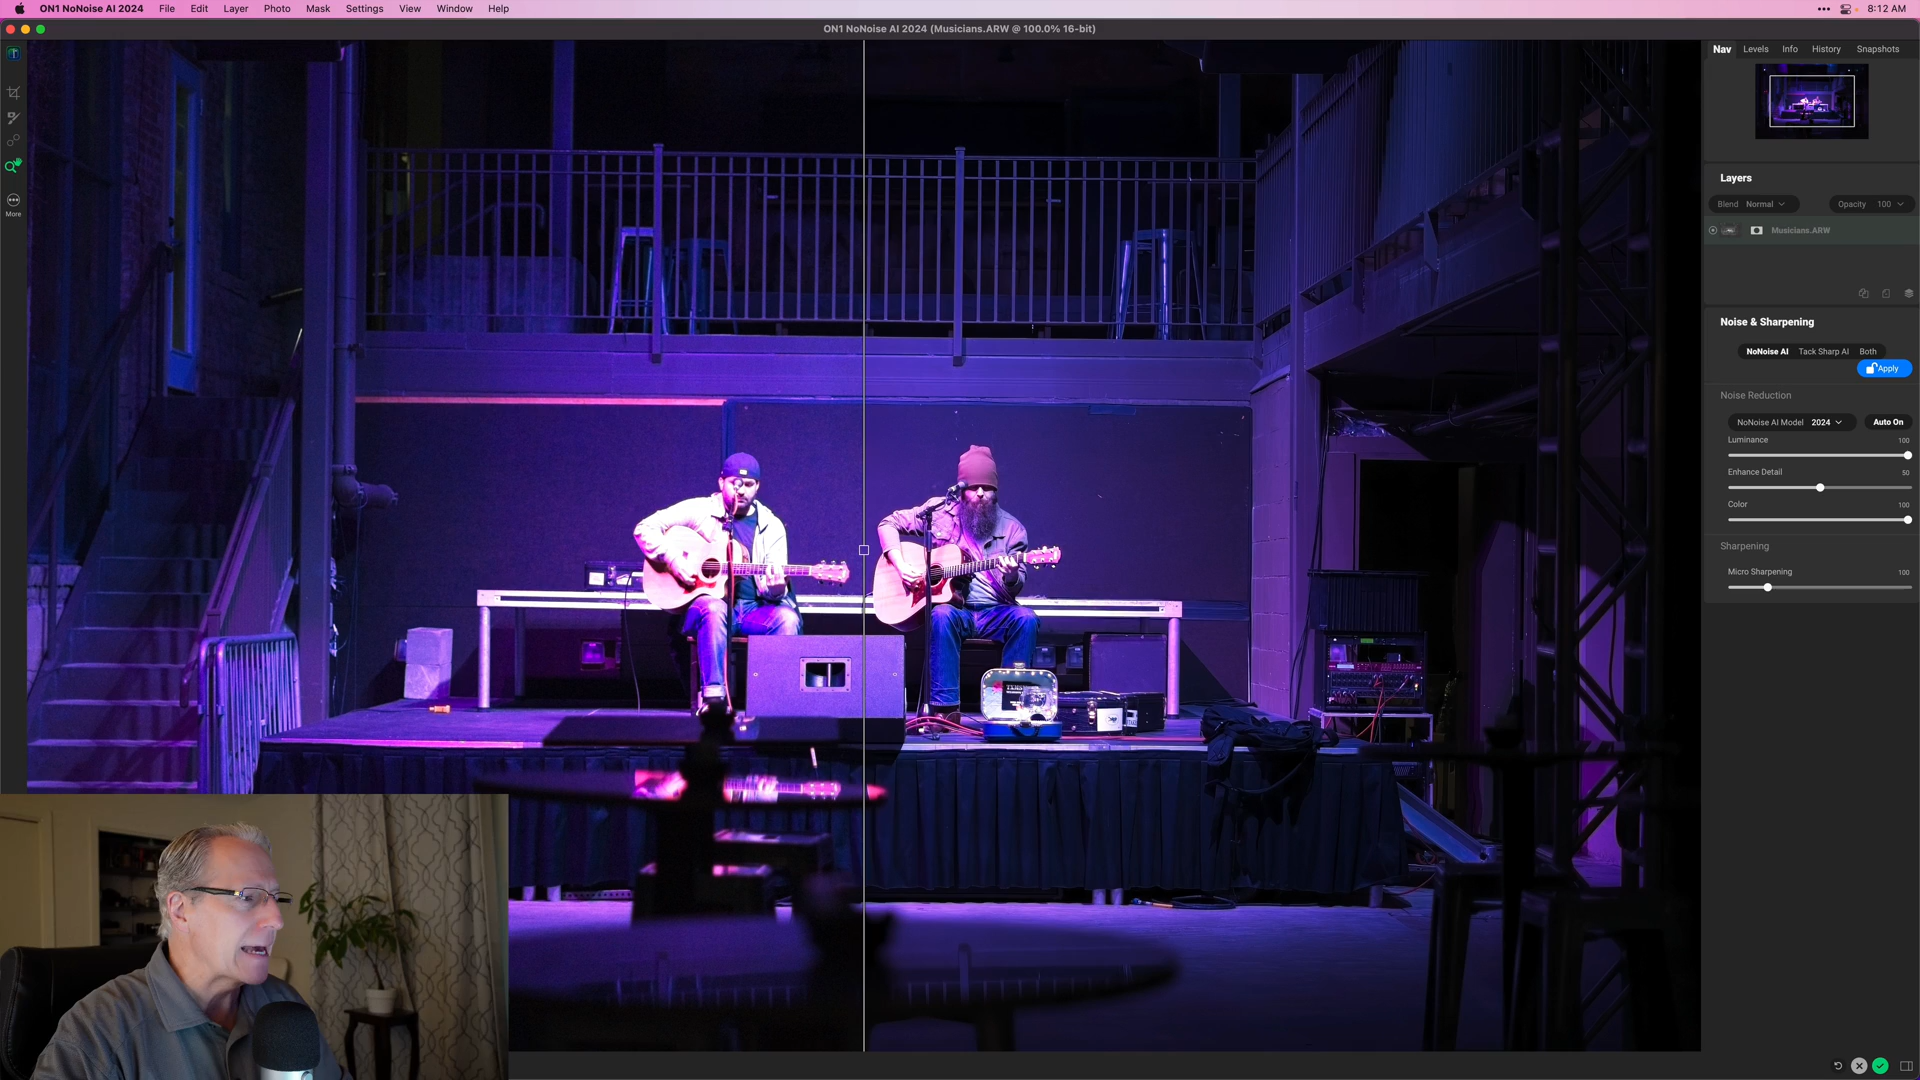 ON1 NoNoise AI 2024 File Edit Layer Photo Mask Settings View Window Help 8:12 AM
ON1 NoNoise AI 2024 (Musicians.ARW @ 100.0% 16-bit)
Nav Levels Info History Snapshots
More
Layers
Blend Normal Opacity 100
Musicians.ARW
Noise & Sharpening
NoNoise AI Tack Sharp AI Both
Apply
Noise Reduction
NoNoise AI Model 2024 Auto On
Luminance 100
Enhance Detail 50
Color 100
Sharpening
Micro Sharpening 100